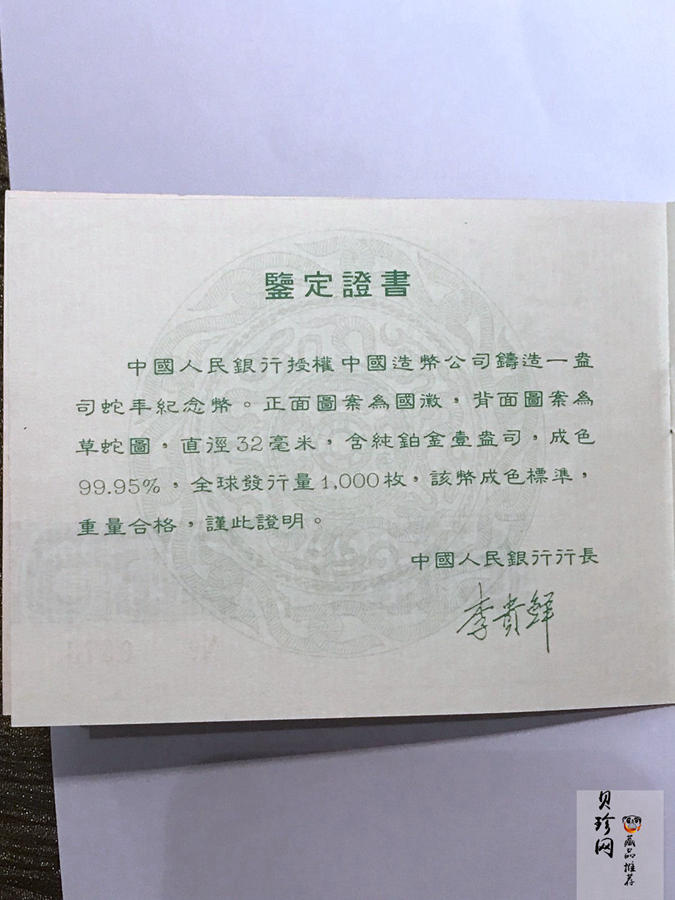 鑒定證書
中國人民銀行授權中國造幣公司鑄造一盎
司蛇年紀念幣。正面圖案為國徽，背面圖案為
草蛇圖，直徑32毫米，含純鉑金壹盎司，成色
99.95%，全球發行量1,000枚，該幣成色標準，
重量合格，謹此證明。
中國人民銀行行長
李貴鮮
贝珍网
藏品推荐